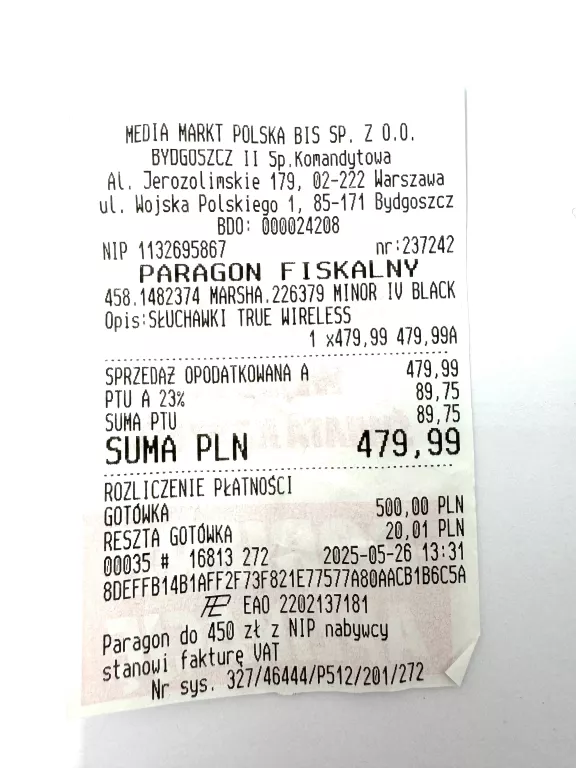 MEDIA MARKT POLSKA BIS SP. Z O.O.
BYDGOSZCZ II Sp.Komandytowa
Al. Jerozolimskie 179, 02-222 Warszawa
ul. Wojska Polskiego 1, 85-171 Bydgoszcz
BDO: 000024208
NIP 1132695867 nr:237242
PARAGON FISKALNY
458.1482374 MARSHA.226379 MINOR IV BLACK
Opis:SŁUCHAWKI TRUE WIRELESS
1 x479,99 479,99A
SPRZEDAŻ OPODATKOWANA A 479,99
PTU A 23% 89,75
SUMA PTU 89,75
SUMA PLN 479,99
ROZLICZENIE PŁATNOŚCI
GOTÓWKA 500,00 PLN
RESZTA GOTÓWKA 20,01 PLN
00035 # 16813 272 2025-05-26 13:31
8DEFFB14B1AFF2F73F821E77577A80AACB1B6C5A
EAO 2202137181
Paragon do 450 zł z NIP nabywcy
stanowi fakturę VAT
Nr sys. 327/46444/P512/201/272